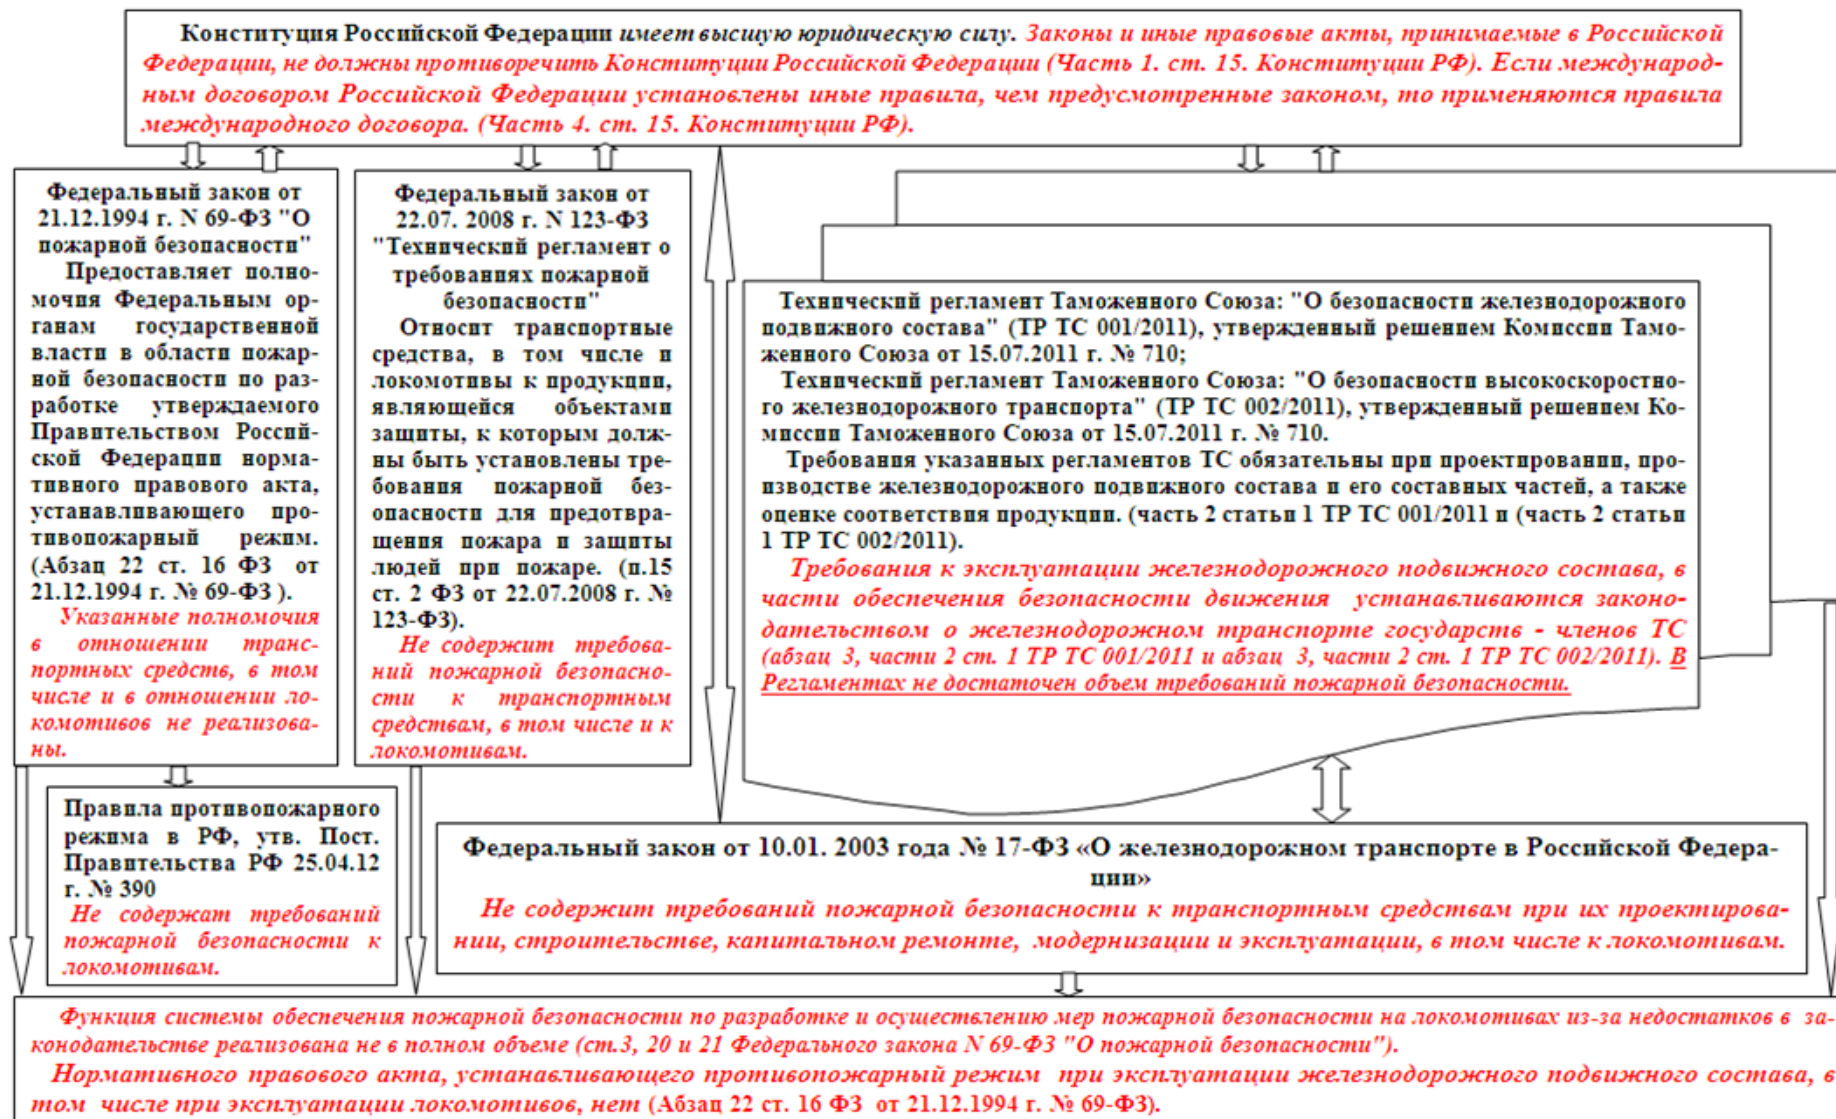 Конституция Российской Федерации имеет высшую юридическую силу. Законы и иные правовые акты, принимаемые в Российской
Федерации, не должны противоречить Конституции Российской Федерации (Часть 1. ст. 15. Конституции РФ). Если международ-
ным договором Российской Федерации установлены иные правила, чем предусмотренные законом, то применяются правила
международного договора. (Часть 4. ст. 15. Конституции РФ).
Федеральный закон от
21.12.1994 г. N 69-ФЗ "О
пожарной безопасности"
Предоставляет полно-
мочия Федеральным ор-
ганам государственной
власти в области пожар-
ной безопасности по раз-
работке утверждаемого
Правительством Россий-
ской Федерации норма-
тивного правового акта,
устанавливающего про-
тивопожарный режим.
(Абзац 22 ст. 16 ФЗ от
21.12.1994 г. № 69-ФЗ ).
Указанные полномочия
в отношении транс-
портных средств, в том
числе и в отношении ло-
комотивов не реализова-
ны.
Федеральный закон от
22.07. 2008 г. N 123-ФЗ
"Технический регламент о
требованиях пожарной
безопасности"
Относит транспортные
средства, в том числе и
локомотивы к продукции,
являющейся объектами
защиты, к которым долж-
ны быть установлены тре-
бования пожарной без-
опасности для предотвра-
щения пожара и защиты
людей при пожаре. (п.15
ст. 2 ФЗ от 22.07.2008 г. №
123-ФЗ).
Не содержит требова-
ний пожарной безопасно-
сти к транспортным
средствам, в том числе и к
локомотивам.
Технический регламент Таможенного Союза: "О безопасности железнодорожного
подвижного состава" (ТР ТС 001/2011), утвержденный решением Комиссии Тамо-
женного Союза от 15.07.2011 г. № 710;
Технический регламент Таможенного Союза: "О безопасности высокоскоростно-
го железнодорожного транспорта" (ТР ТС 002/2011), утвержденный решением Ко-
миссии Таможенного Союза от 15.07.2011 г. № 710.
Требования указанных регламентов ТС обязательны при проектировании, про-
изводстве железнодорожного подвижного состава и его составных частей, а также
оценке соответствия продукции. (часть 2 статьи 1 ТР ТС 001/2011 и (часть 2 статьи
1 ТР ТС 002/2011).
Требования к эксплуатации железнодорожного подвижного состава, в
части обеспечения безопасности движения устанавливаются законо-
дательством о железнодорожном транспорте государств - членов ТС
(абзац 3, части 2 ст. 1 ТР ТС 001/2011 и абзац 3, части 2 ст. 1 ТР ТС 002/2011). В
Регламентах не достаточен объем требований пожарной безопасности.
Правила противопожарного
режима в РФ, утв. Пост.
Правительства РФ 25.04.12
г. № 390
Не содержат требований
пожарной безопасности к
локомотивам.
Федеральный закон от 10.01. 2003 года № 17-ФЗ «О железнодорожном транспорте в Российской Федера-
ции»
Не содержит требований пожарной безопасности к транспортным средствам при их проектирова-
нии, строительстве, капитальном ремонте, модернизации и эксплуатации, в том числе к локомотивам.
Функция системы обеспечения пожарной безопасности по разработке и осуществлению мер пожарной безопасности на локомотивах из-за недостатков в за-
конодательстве реализована не в полном объеме (ст.3, 20 и 21 Федерального закона N 69-ФЗ "О пожарной безопасности").
Нормативного правового акта, устанавливающего противопожарный режим при эксплуатации железнодорожного подвижного состава, в
том числе при эксплуатации локомотивов, нет (Абзац 22 ст. 16 ФЗ от 21.12.1994 г. № 69-ФЗ).